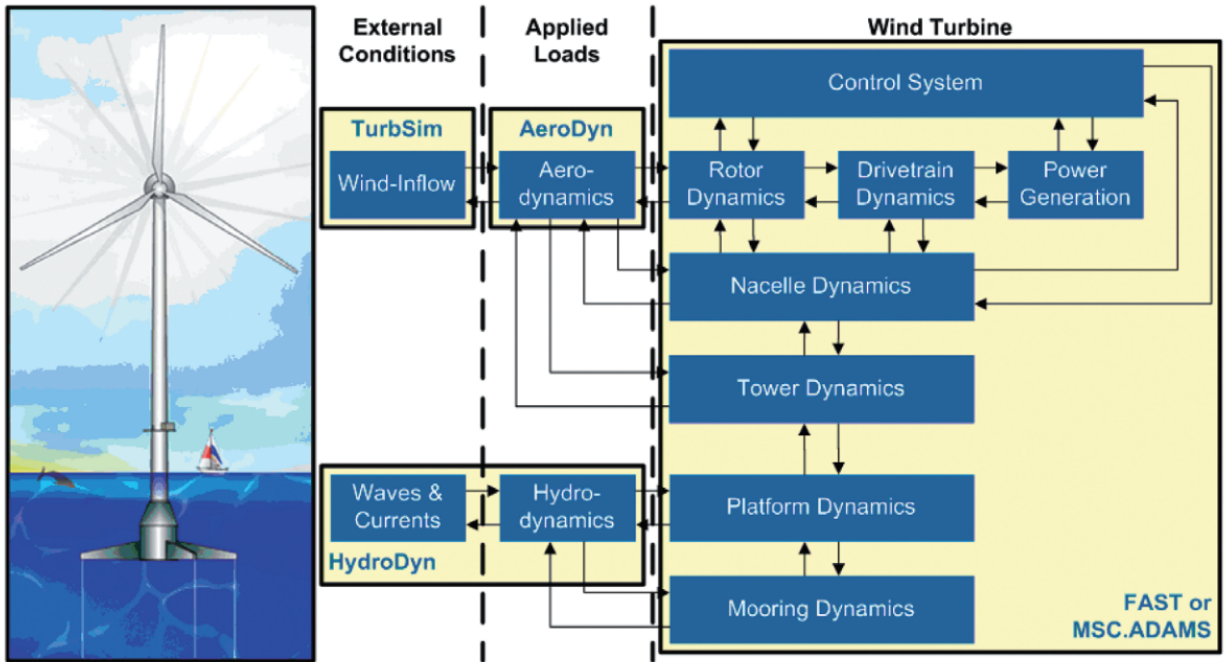 External
Conditions
Applied
Loads
Wind Turbine
Control System
TurbSim
AeroDyn
Wind-Inflow
Aero-
dynamics
Rotor
Dynamics
Drivetrain
Dynamics
Power
Generation
Nacelle Dynamics
Tower Dynamics
Waves &
Currents
Hydro-
dynamics
Platform Dynamics
HydroDyn
Mooring Dynamics
FAST or
MSC.ADAMS